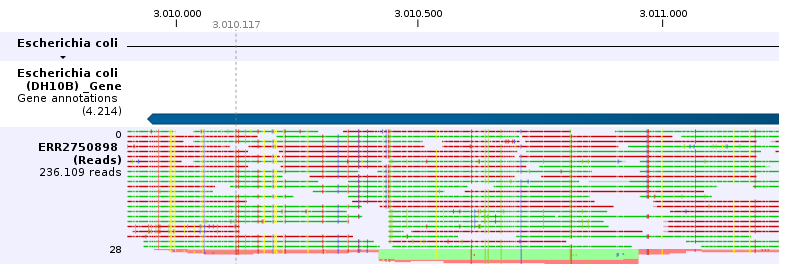 3.010.000
3.010.500
3.011.000
3.010.117
Escherichia coli
Escherichia coli
(DH10B) _Gene
Gene annotations
(4.214)
0
ERR2750898
(Reads)
236.109 reads
28